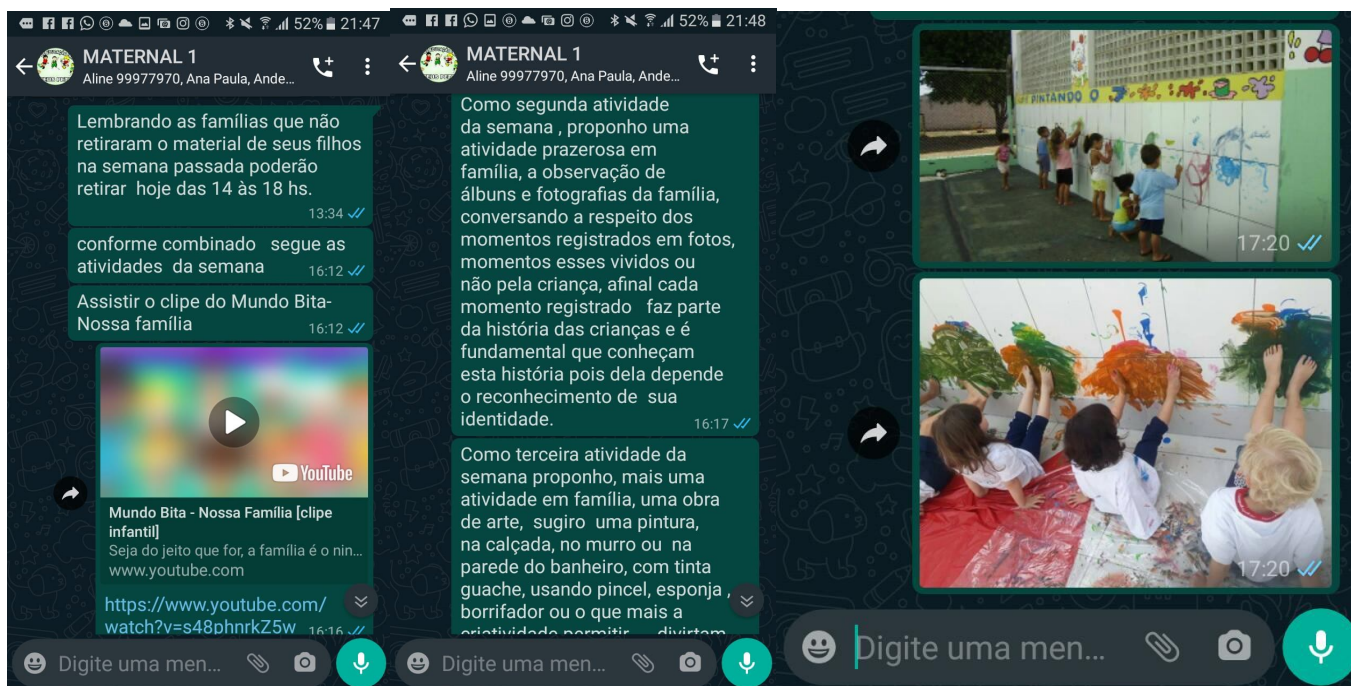 52% 21:47
MATERNAL 1
Aline 99977970, Ana Paula, Ande...
Lembrando as famílias que não
retiraram o material de seus filhos
na semana passada poderão
retirar hoje das 14 às 18 hs.
13:34
conforme combinado segue as
atividades da semana 16:12
Assistir o clipe do Mundo Bita-
Nossa família 16:12
YouTube
Mundo Bita - Nossa Família [clipe
infantil]
Seja do jeito que for, a família é o nin...
www.youtube.com
https://www.youtube.com/
watch?v=s48phnrkZ5w 16:16
Digite uma men...
52% 21:48
MATERNAL 1
Aline 99977970, Ana Paula, Ande...
Como segunda atividade
da semana , proponho uma
atividade prazerosa em
família, a observação de
álbuns e fotografias da família,
conversando a respeito dos
momentos registrados em fotos,
momentos esses vividos ou
não pela criança, afinal cada
momento registrado faz parte
da história das crianças e é
fundamental que conheçam
esta história pois dela depende
o reconhecimento de sua
identidade.
16:17
Como terceira atividade da
semana proponho, mais uma
atividade em família, uma obra
de arte, sugiro uma pintura,
na calçada, no murro ou na
parede do banheiro, com tinta
guache, usando pincel, esponja ,
borrifador ou o que mais a
criatividade permitir divirtam
Digite uma men...
PINTANDO O
17:20
17:20
Digite uma men...